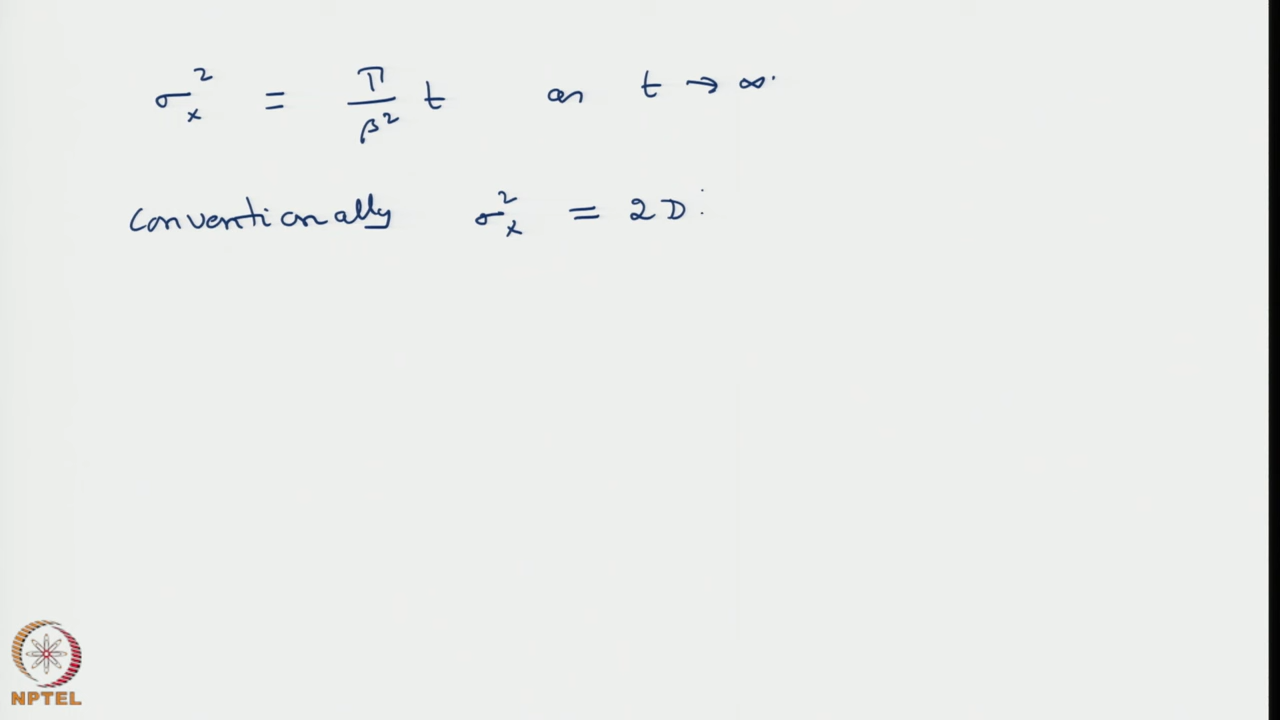 σₓ² = Π/β² t as t → ∞.
Conventionally σₓ² = 2D
NPTEL